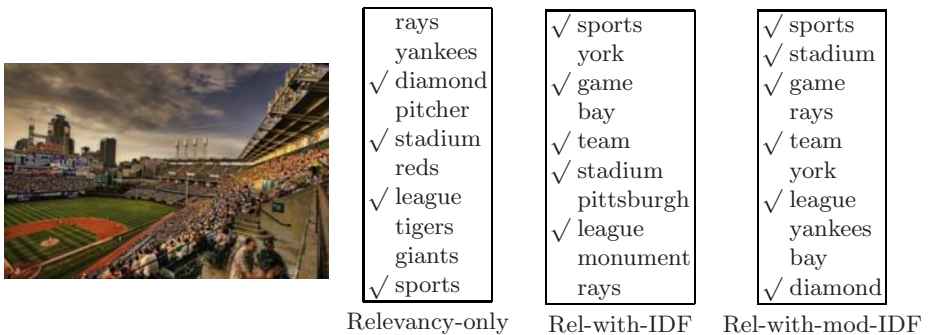 rays
yankees
√ diamond
pitcher
√ stadium
reds
√ league
tigers
giants
√ sports
Relevancy-only
√ sports
york
√ game
bay
√ team
√ stadium
pittsburgh
√ league
monument
rays
Rel-with-IDF
√ sports
√ stadium
√ game
rays
√ team
york
√ league
yankees
bay
√ diamond
Rel-with-mod-IDF